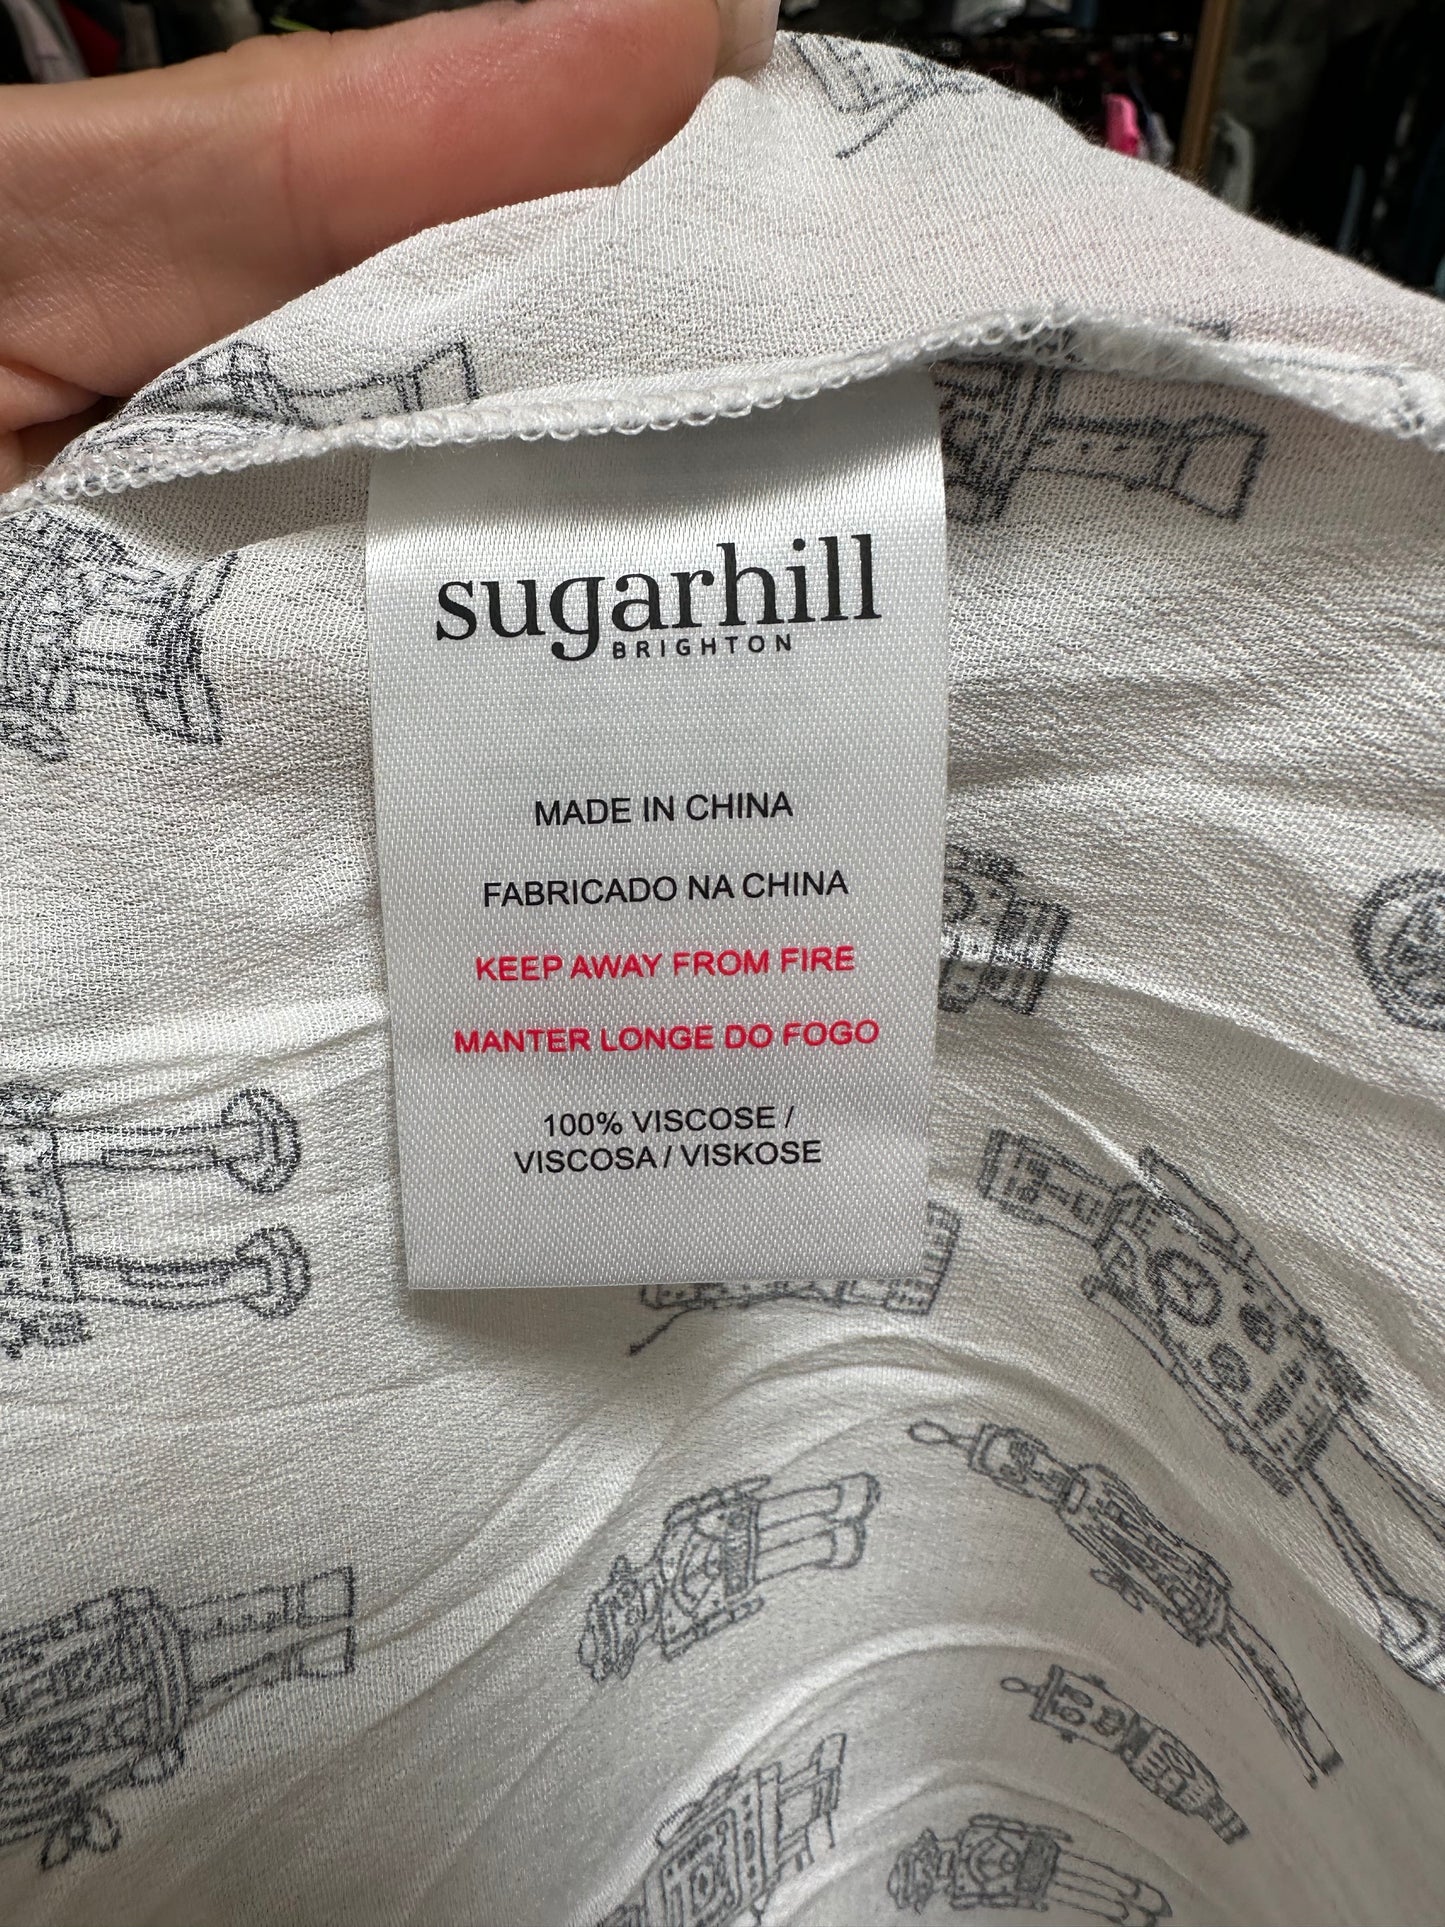 sugarhill
BRIGHTON
MADE IN CHINA
FABRICADO NA CHINA
KEEP AWAY FROM FIRE
MANTER LONGE DO FOGO
100% VISCOSE /
VISCOSA / VISKOSE